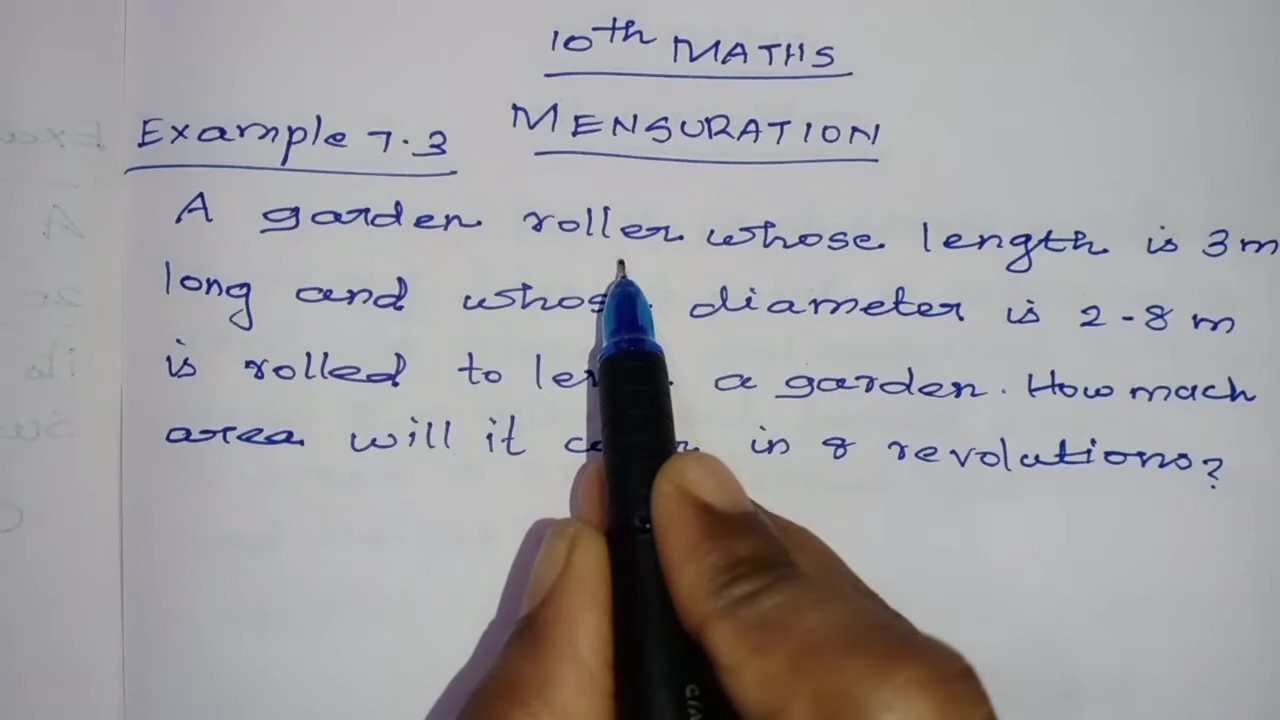 10th MATHS
MENSURATION
Example 7.3
A garden roller whose length is 3m
long and whose diameter is 2-8 m
is rolled to a garden. How mach
area will it in 8 revolutions?